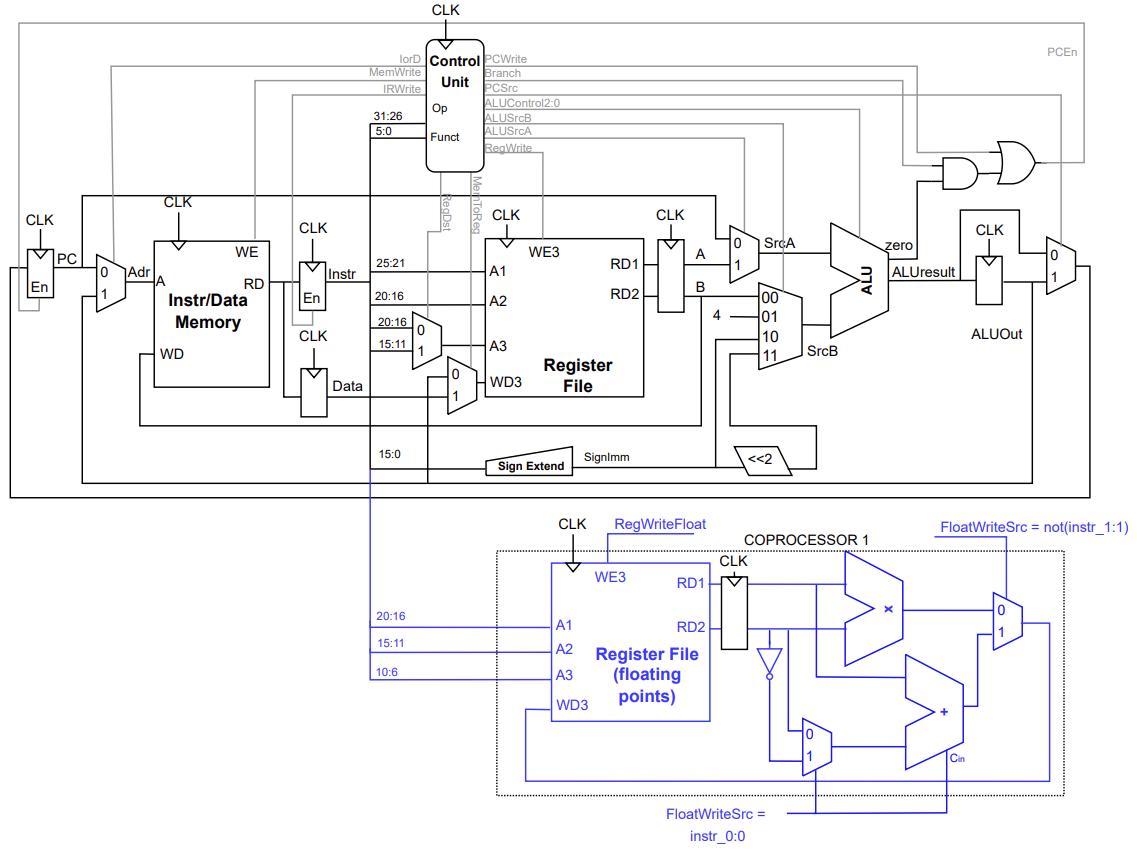 CLK
PCEn
IorD
MemWrite
IRWrite
Control
Unit
Op
Funct
PCWrite
Branch
PCSrc
ALUControl2:0
ALUSrcB
ALUSrcA
RegWrite
31:26
5:0
RegDst
MemToReg
CLK
PC
En
0
1
Adr
CLK
WE
A
RD
Instr/Data
Memory
WD
CLK
Instr
En
CLK
Data
25:21
20:16
20:16
15:11
0
1
0
1
CLK
WE3
A1
A2
A3
WD3
RD1
RD2
Register
File
CLK
A
B
4
0
1
SrcA
00
01
10
11
SrcB
ALU
zero
ALUresult
CLK
ALUOut
0
1
15:0
Sign Extend
SignImm
<<2
CLK
RegWriteFloat
COPROCESSOR 1
FloatWriteSrc = not(instr_1:1)
20:16
15:11
10:6
WE3
A1
A2
A3
WD3
RD1
RD2
Register File
(floating
points)
CLK
x
0
1
+
Cin
0
1
FloatWriteSrc =
instr_0:0